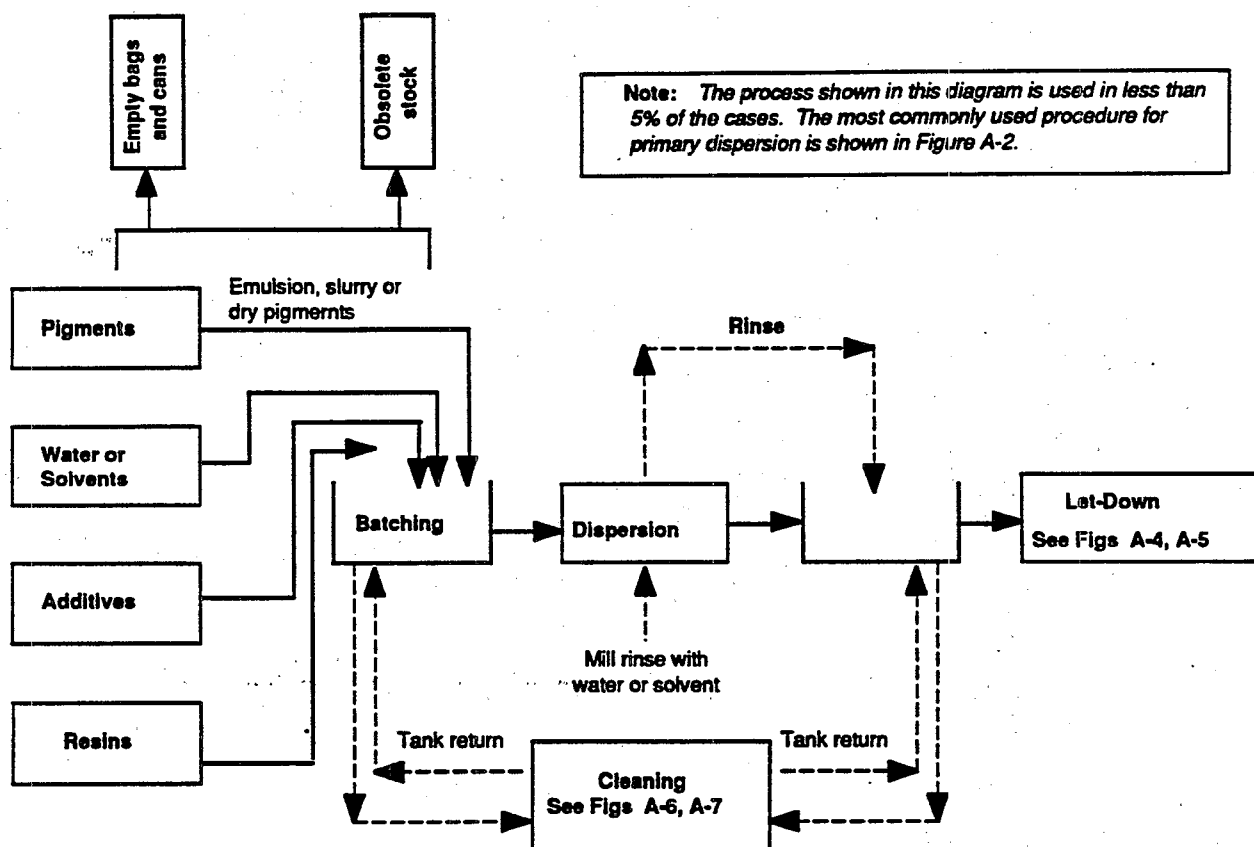 Empty bags
and cans
Obsolete
stock
Note: The process shown in this diagram is used in less than
5% of the cases. The most commonly used procedure for
primary dispersion is shown in Figure A-2.
Emulsion, slurry or
dry pigmernts
Pigments
Rinse
Water or
Solvents
Batching
Dispersion
Let-Down
See Figs A-4, A-5
Additives
Mill rinse with
water or solvent
Resins
Tank return
Tank return
Cleaning
See Figs A-6, A-7